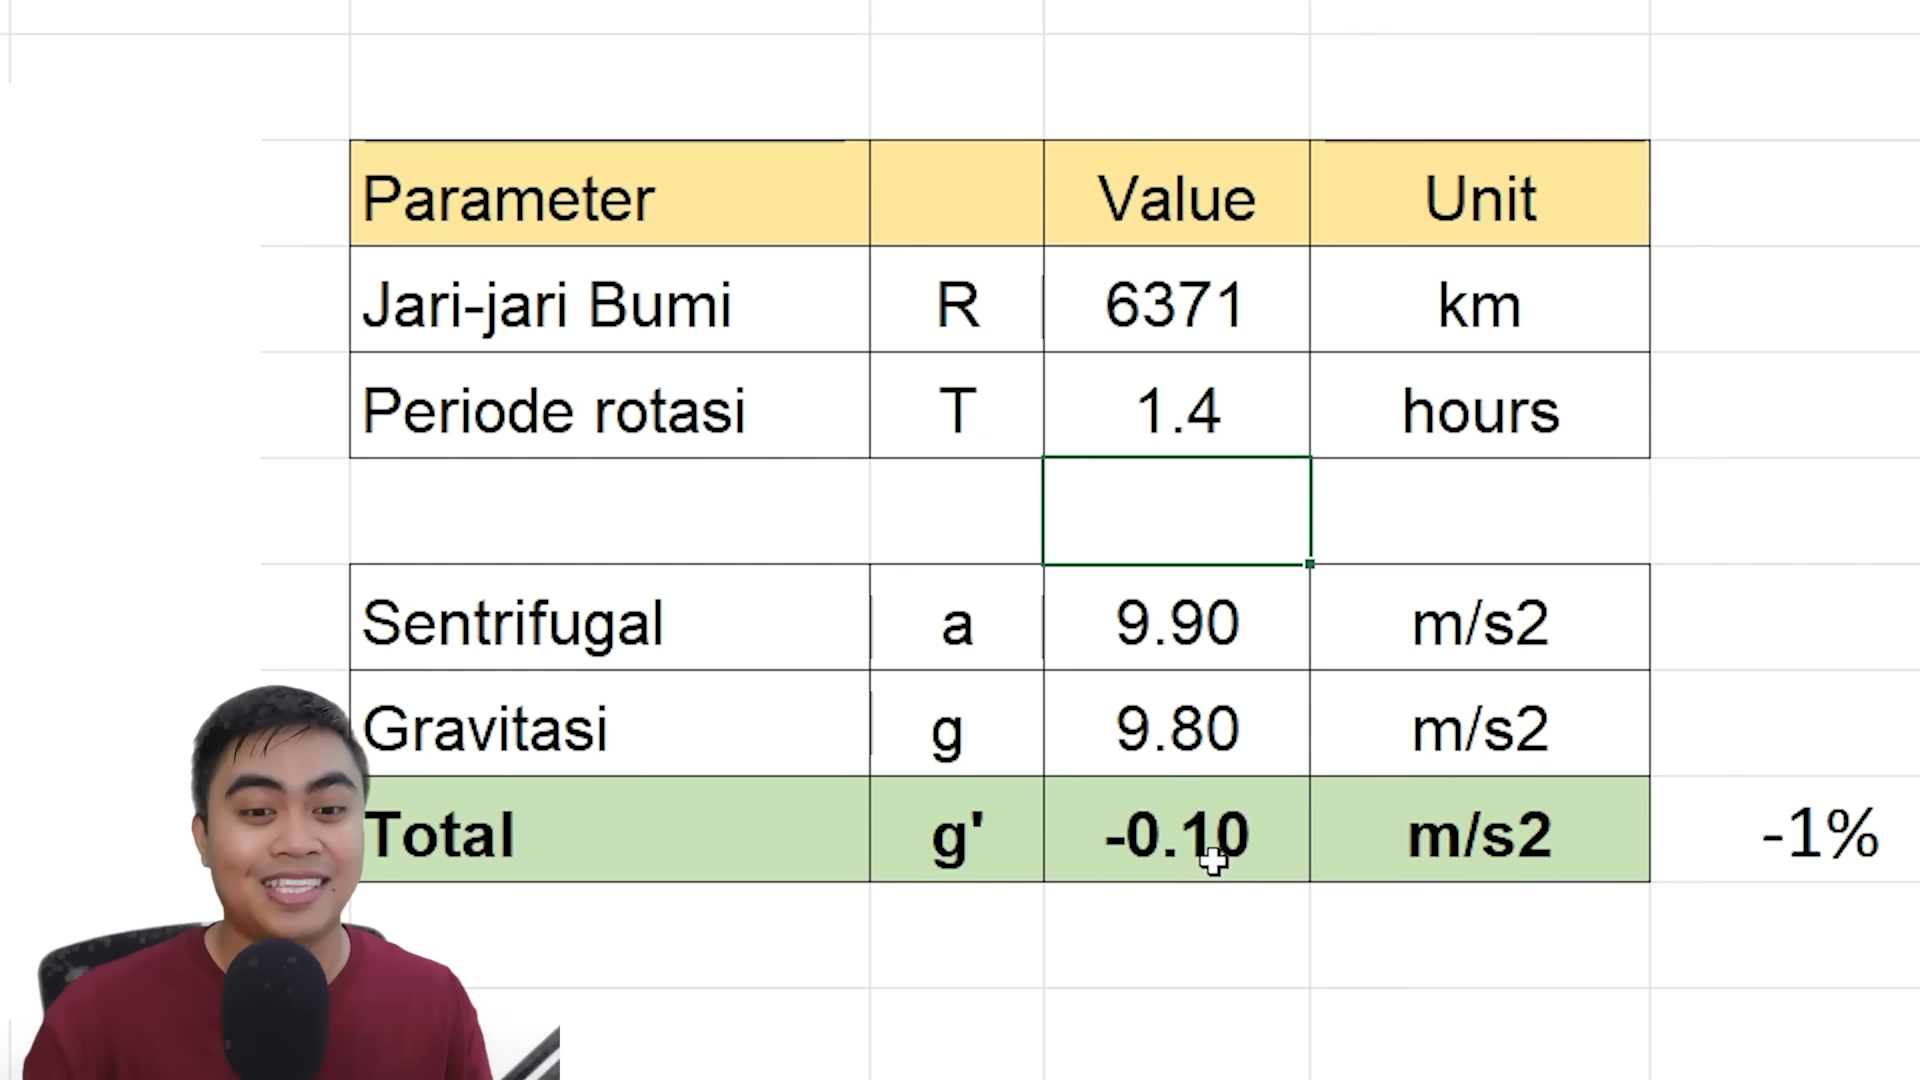 Parameter Value Unit
Jari-jari Bumi R 6371 km
Periode rotasi T 1.4 hours
Sentrifugal a 9.90 m/s2
Gravitasi g 9.80 m/s2
Total g' -0.10 m/s2 -1%